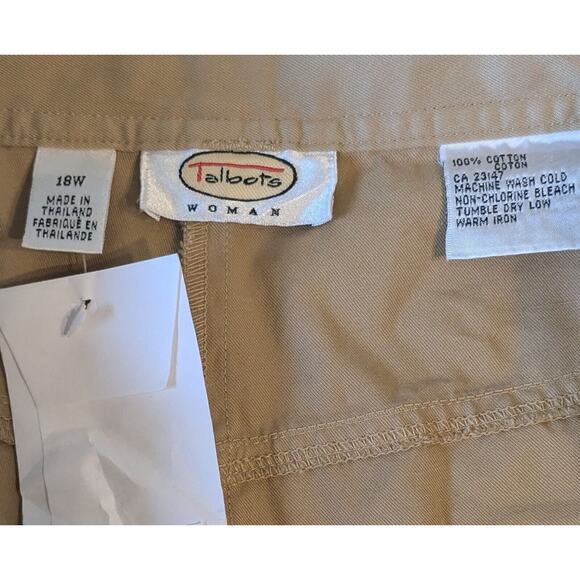 18W
MADE IN
THAILAND
FABRIQUÉ EN
THAILANDE
Talbots
WOMAN
100% COTTON
COTON
CA 23147
MACHINE WASH COLD
NON-CHLORINE BLEACH
TUMBLE DRY LOW
WARM IRON